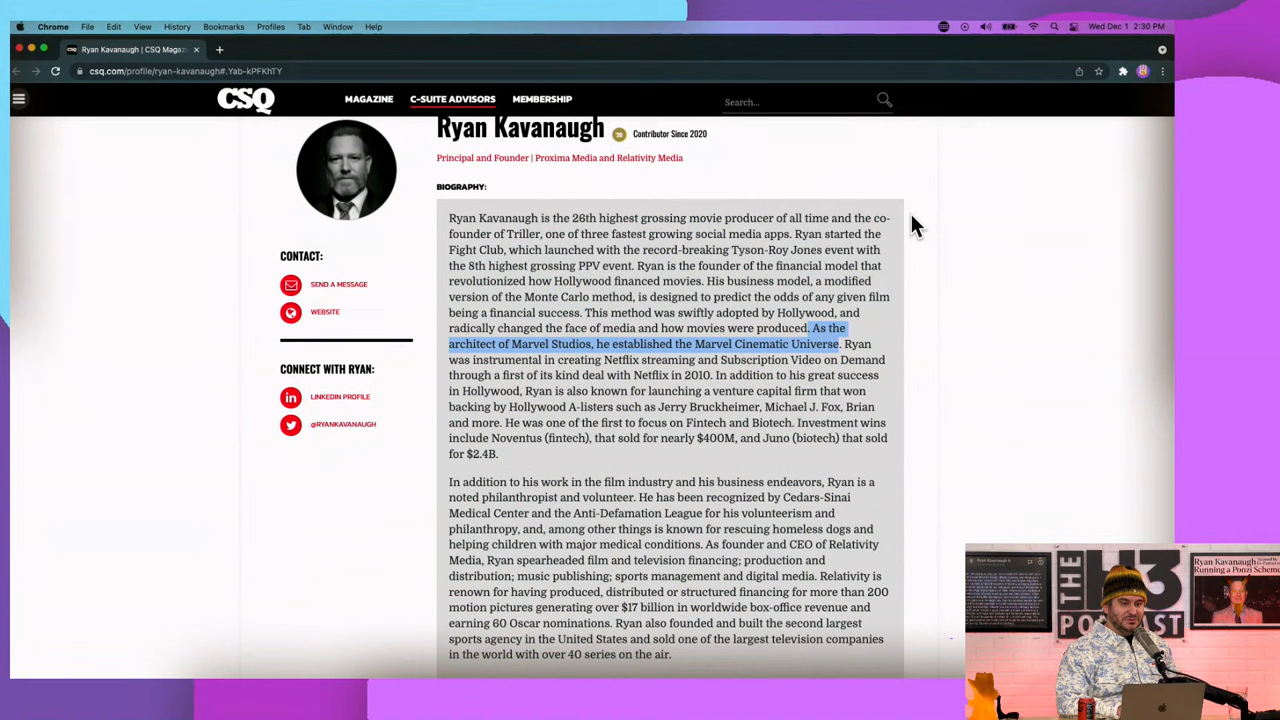 Chrome File Edit View History Bookmarks Profiles Tab Window Help
Wed Dec 1 2:30 PM
Ryan Kavanaugh | CSQ Magaz
csq.com/profile/ryan-kavanaugh#.Yab-kPFKhTY
CSQ
MAGAZINE C-SUITE ADVISORS MEMBERSHIP
Search...
Ryan Kavanaugh
Contributor Since 2020
Principal and Founder | Proxima Media and Relativity Media
BIOGRAPHY:
Ryan Kavanaugh is the 26th highest grossing movie producer of all time and the co-
founder of Triller, one of three fastest growing social media apps. Ryan started the
Fight Club, which launched with the record-breaking Tyson-Roy Jones event with
the 8th highest grossing PPV event. Ryan is the founder of the financial model that
revolutionized how Hollywood financed movies. His business model, a modified
version of the Monte Carlo method, is designed to predict the odds of any given film
being a financial success. This method was swiftly adopted by Hollywood, and
radically changed the face of media and how movies were produced. As the
architect of Marvel Studios, he established the Marvel Cinematic Universe. Ryan
was instrumental in creating Netflix streaming and Subscription Video on Demand
through a first of its kind deal with Netflix in 2010. In addition to his great success
in Hollywood, Ryan is also known for launching a venture capital firm that won
backing by Hollywood A-listers such as Jerry Bruckheimer, Michael J. Fox, Brian
and more. He was one of the first to focus on Fintech and Biotech. Investment wins
include Noventus (fintech), that sold for nearly $400M, and Juno (biotech) that sold
for $2.4B.
In addition to his work in the film industry and his business endeavors, Ryan is a
noted philanthropist and volunteer. He has been recognized by Cedars-Sinai
Medical Center and the Anti-Defamation League for his volunteerism and
philanthropy, and, among other things is known for rescuing homeless dogs and
helping children with major medical conditions. As founder and CEO of Relativity
Media, Ryan spearheaded film and television financing; production and
distribution; music publishing; sports management and digital media. Relativity is
renown for having produced, distributed or structured financing for more than 200
motion pictures generating over $17 billion in worldwide box-office revenue and
earning 60 Oscar nominations. Ryan also founded and built the second largest
sports agency in the United States and sold one of the largest television companies
in the world with over 40 series on the air.
CONTACT:
SEND A MESSAGE
WEBSITE
CONNECT WITH RYAN:
LINKEDIN PROFILE
@RYANKAVANAUGH
THE
H3
PODCAST
Ryan Kavanaugh
Running a Ponzi Scheme